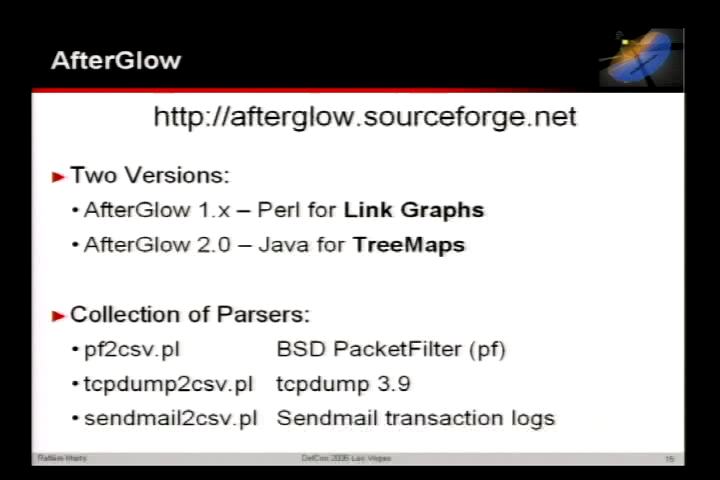 AfterGlow
http://afterglow.sourceforge.net
► Two Versions:
• AfterGlow 1.x – Perl for Link Graphs
• AfterGlow 2.0 – Java for TreeMaps
► Collection of Parsers:
• pf2csv.pl BSD PacketFilter (pf)
• tcpdump2csv.pl tcpdump 3.9
• sendmail2csv.pl Sendmail transaction logs
Marty DefCon 2006 Las Vegas